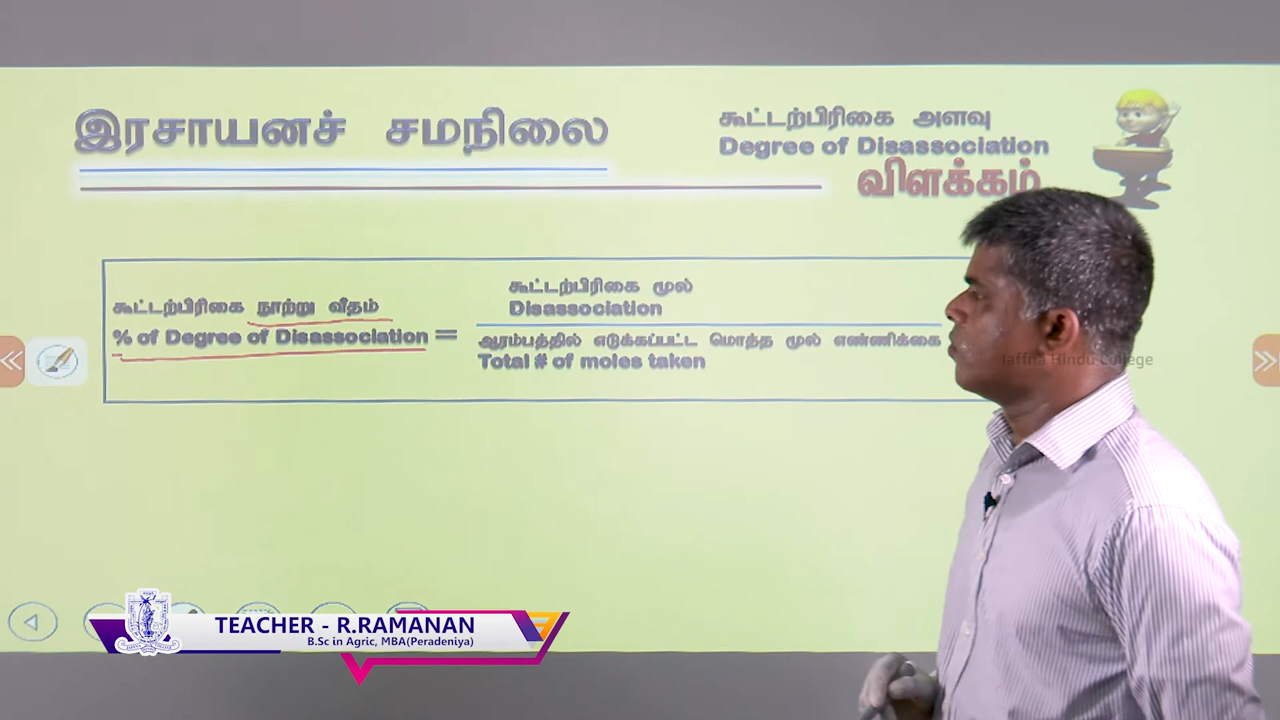 இரசாயனச் சமநிலை
கூட்டற்பிரிகை அளவு
Degree of Disassociation
விளக்கம்
கூட்டற்பிரிகை நூற்று வீதம்
% of Degree of Disassociation =
கூட்டற்பிரிகை மூல்
Disassociation
ஆரம்பத்தில் எடுக்கப்பட்ட மொத்த மூல் எண்ணிக்கை
Total # of moles taken
Jaffna Hindu College
TEACHER - R.RAMANAN
B.Sc in Agric, MBA(Peradeniya)